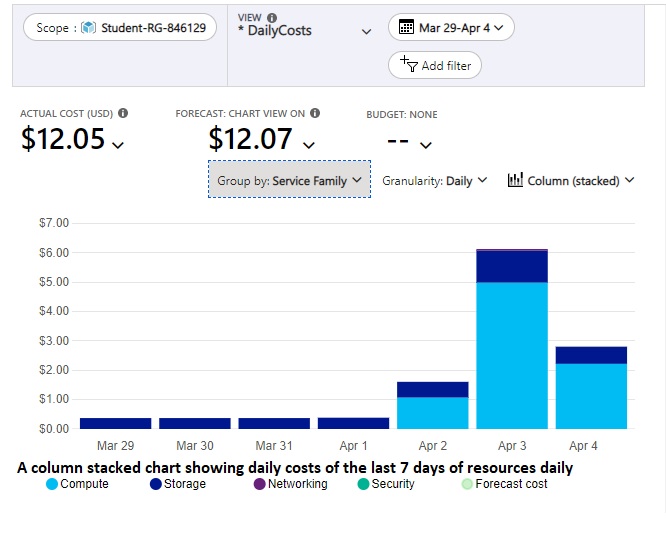 Scope : Student-RG-846129
VIEW
* DailyCosts
Mar 29-Apr 4
Add filter
ACTUAL COST (USD)
$12.05
FORECAST: CHART VIEW ON
$12.07
BUDGET: NONE
--
Group by: Service Family
Granularity: Daily
Column (stacked)
$7.00
$6.00
$5.00
$4.00
$3.00
$2.00
$1.00
$0.00
Mar 29 Mar 30 Mar 31 Apr 1 Apr 2 Apr 3 Apr 4
A column stacked chart showing daily costs of the last 7 days of resources daily
Compute Storage Networking Security Forecast cost